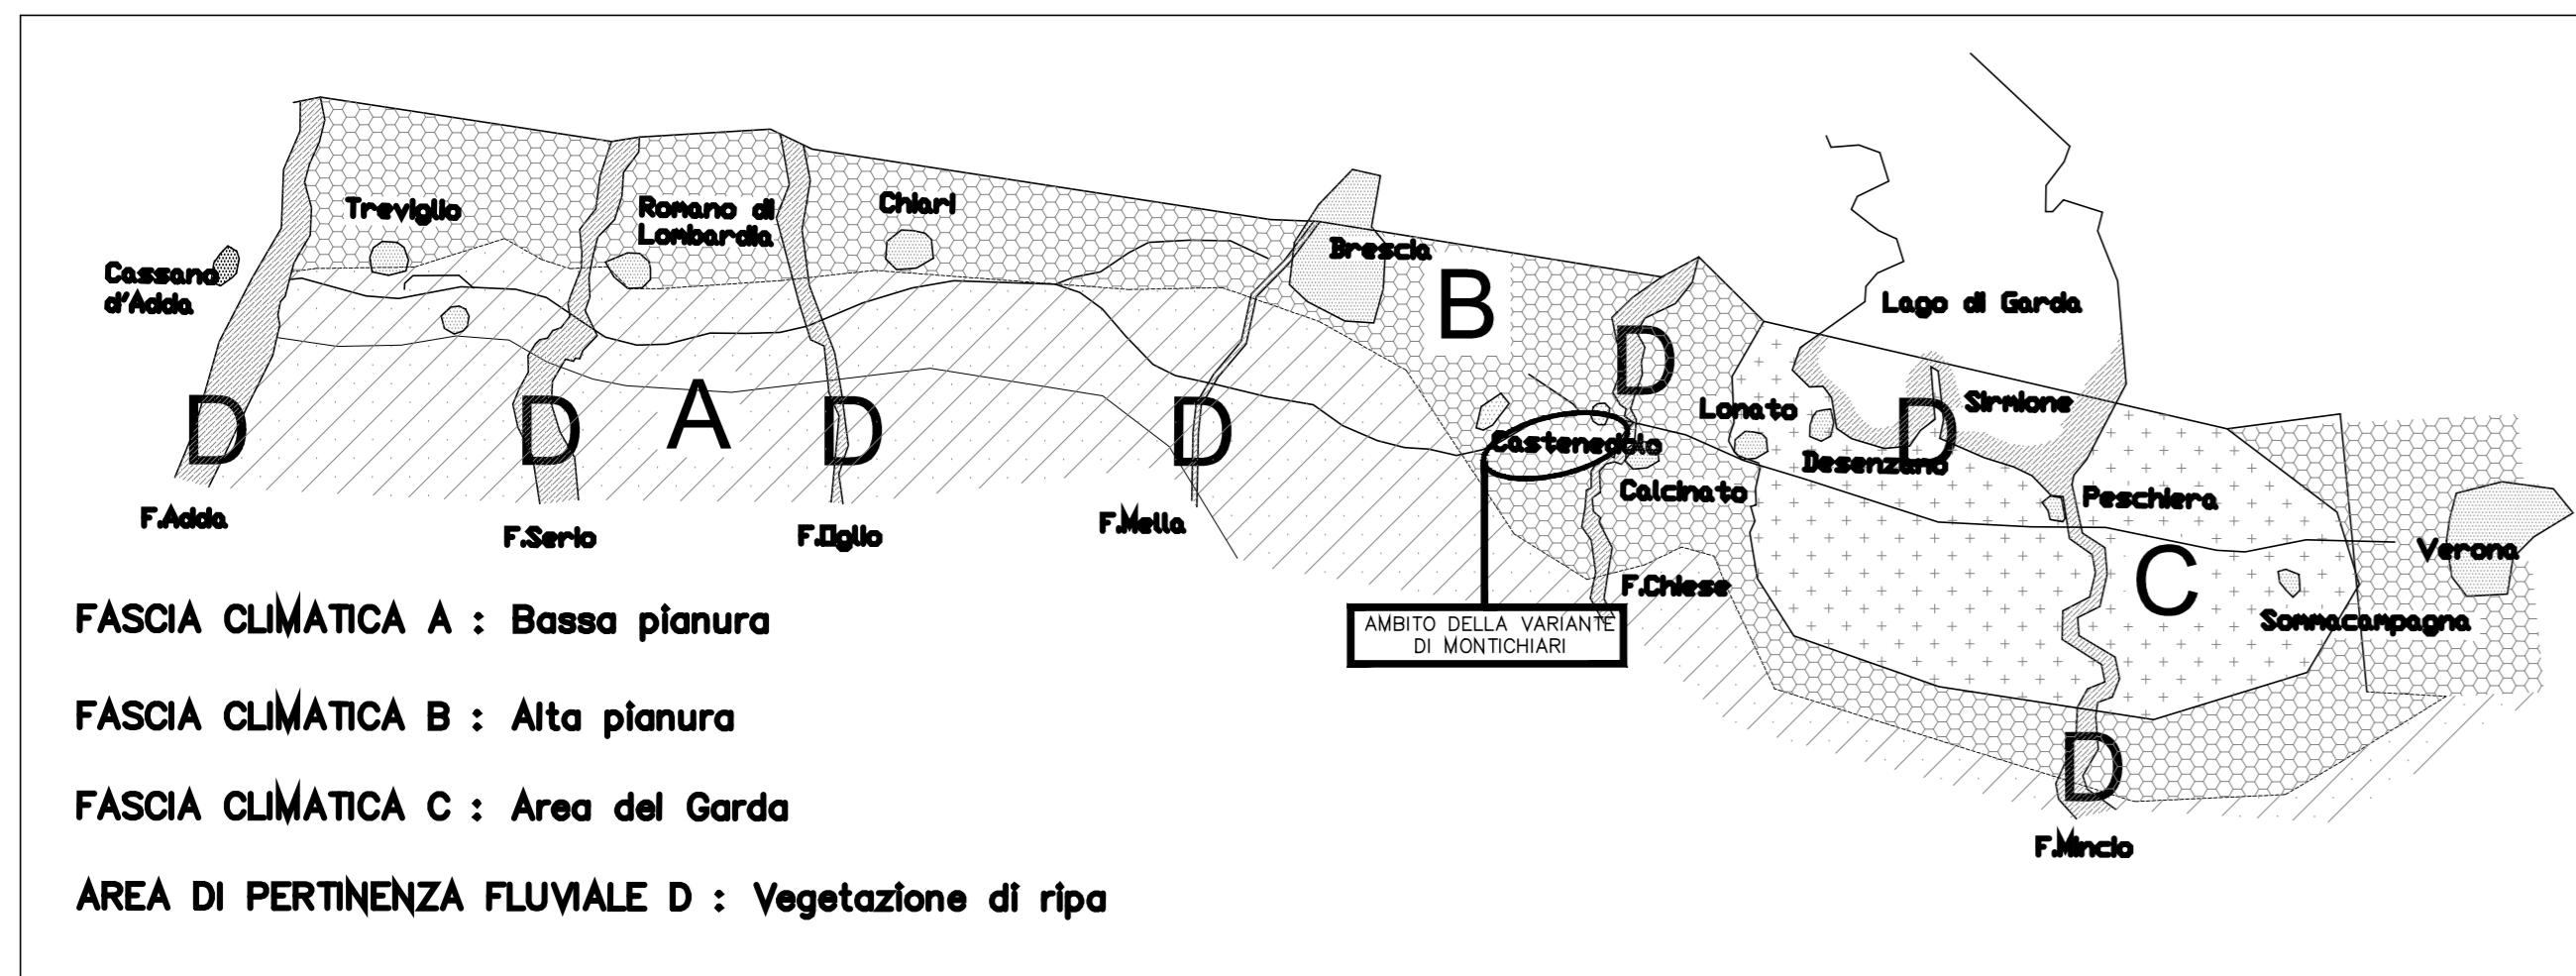 Treviglio
Romano di
Lombardia
Chiari
Brescia
B
Cassano
d'Adda
Lago di Garda
D
D
D
A
D
D
D
Lonato
Sirmione
Castenedolo
Desenzano
Calcinato
Peschiera
F.Adda
F.Serio
F.Oglio
F.Mella
Verona
C
F.Chiese
Sommacampagna
AMBITO DELLA VARIANTE
DI MONTICHIARI
D
F.Mincio
FASCIA CLIMATICA A : Bassa pianura
FASCIA CLIMATICA B : Alta pianura
FASCIA CLIMATICA C : Area del Garda
AREA DI PERTINENZA FLUVIALE D : Vegetazione di ripa